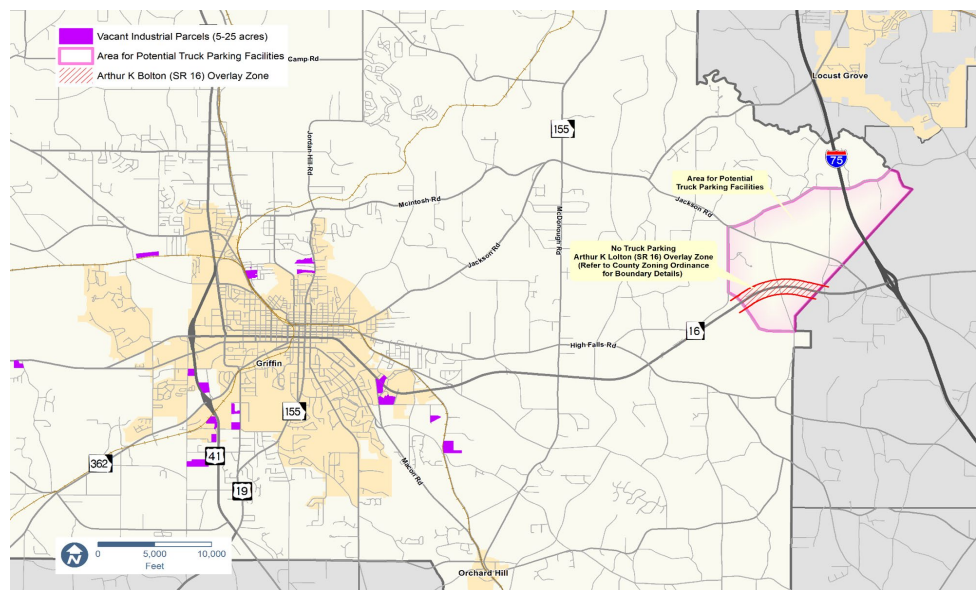 Vacant Industrial Parcels (5-25 acres)
Area for Potential Truck Parking Facilities
Arthur K Bolton (SR 16) Overlay Zone
Camp Rd
Locust Grove
155
Jordan Hill Rd
75
Area for Potential
Truck Parking Facilities
McIntosh Rd
McDonough Rd
Jackson Rd
Jackson Rd
No Truck Parking
Arthur K Lolton (SR 16) Overlay Zone
(Refer to County Zoning Ordinance
for Boundary Details)
16
High Falls Rd
Griffin
155
41
362
Macon Rd
19
N
0
5,000
10,000
Feet
Orchard Hill